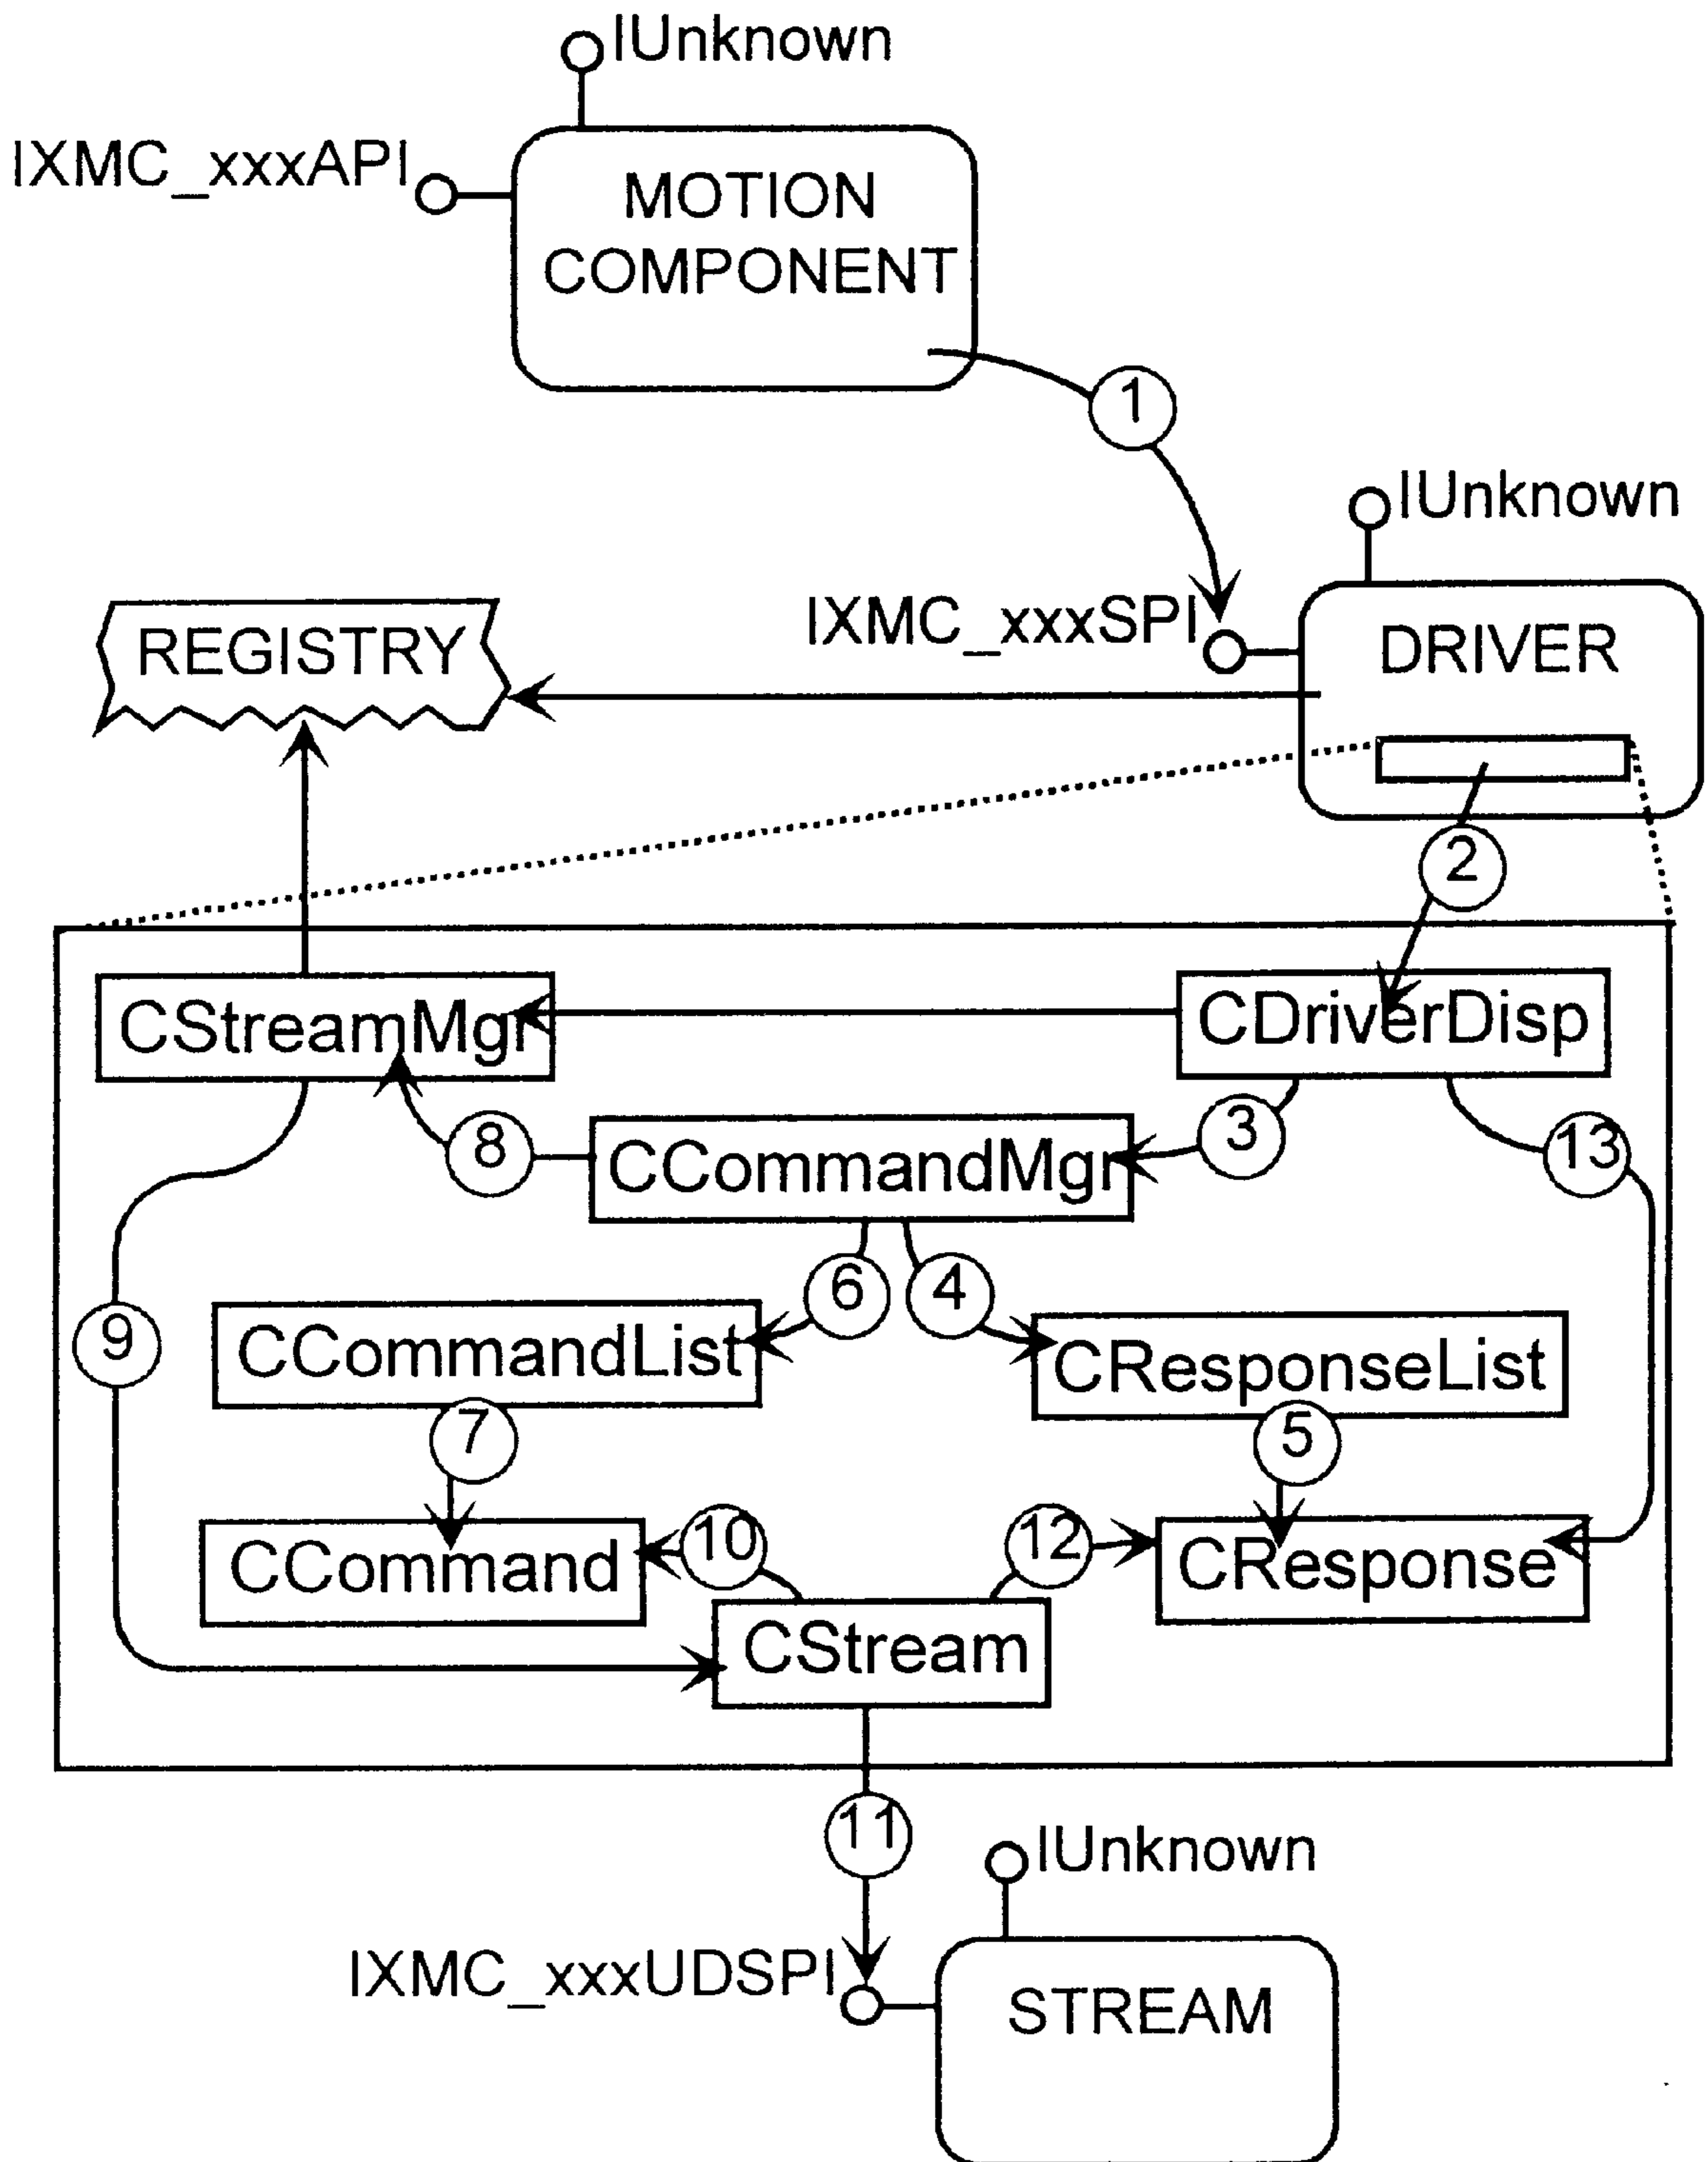 IUnknown
IXMC_xxxAPI
MOTION
COMPONENT
1
IUnknown
IXMC_xxxSPI
DRIVER
REGISTRY
2
CStreamMgr
CDriverDisp
3
13
8
CCommandMgr
6
4
9
CCommandList
CResponseList
7
5
10
12
CCommand
CResponse
CStream
11
IUnknown
IXMC_xxxUDSPI
STREAM